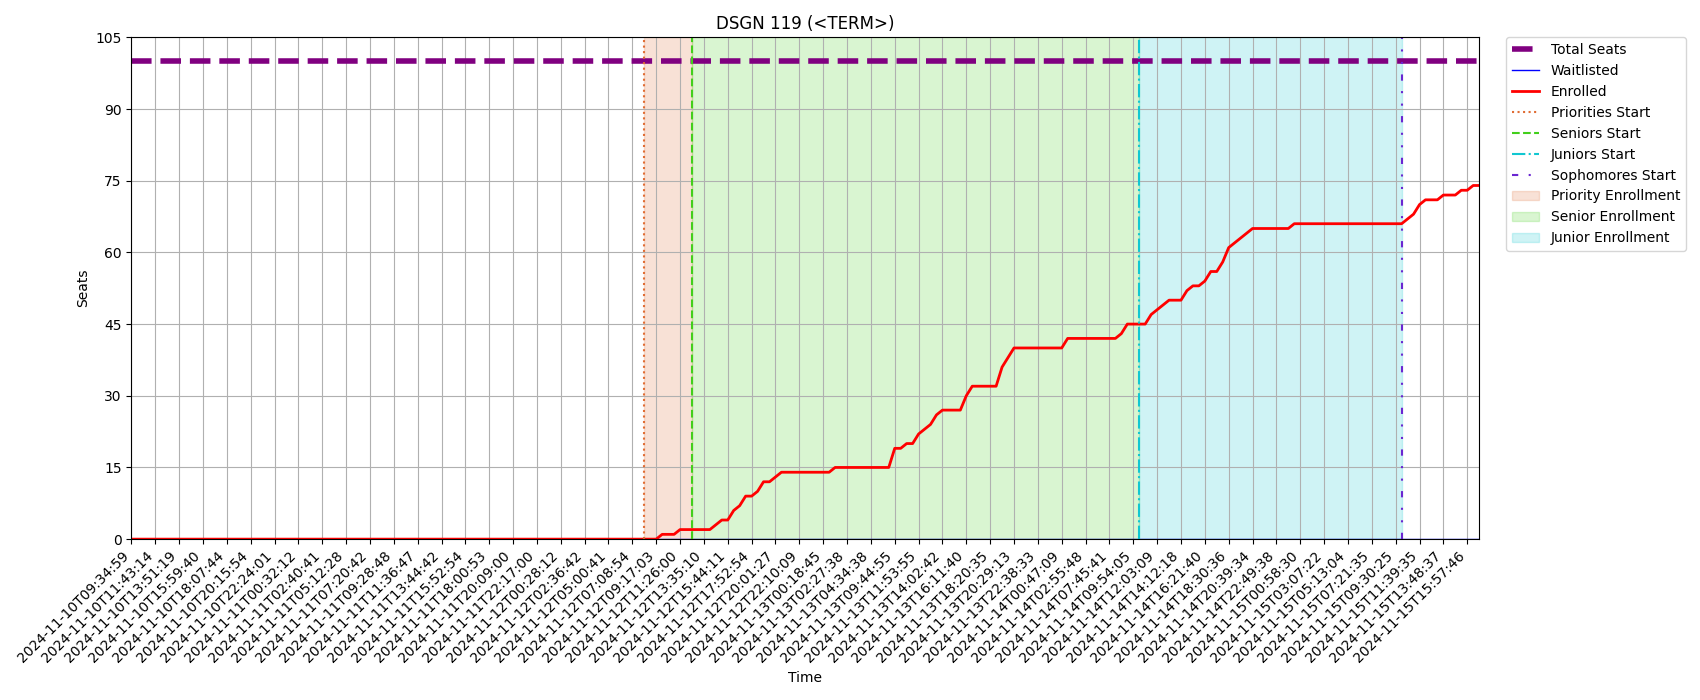 DSGN 119 (<TERM>)
105
90
75
60
45
30
15
0
Seats
2024-11-10T09:34:59
2024-11-10T11:43:14
2024-11-10T13:51:19
2024-11-10T15:59:40
2024-11-10T18:07:44
2024-11-10T20:15:54
2024-11-10T22:24:01
2024-11-11T00:32:12
2024-11-11T02:40:41
2024-11-11T05:12:28
2024-11-11T07:20:42
2024-11-11T09:28:48
2024-11-11T11:36:47
2024-11-11T13:44:42
2024-11-11T15:52:54
2024-11-11T18:00:53
2024-11-11T20:09:00
2024-11-11T22:17:00
2024-11-12T00:28:12
2024-11-12T02:36:42
2024-11-12T05:00:41
2024-11-12T07:08:54
2024-11-12T09:17:03
2024-11-12T11:26:00
2024-11-12T13:35:10
2024-11-12T15:44:11
2024-11-12T17:52:54
2024-11-12T20:01:27
2024-11-12T22:10:09
2024-11-13T00:18:45
2024-11-13T02:27:38
2024-11-13T04:34:38
2024-11-13T09:44:55
2024-11-13T11:53:55
2024-11-13T14:02:42
2024-11-13T16:11:40
2024-11-13T18:20:35
2024-11-13T20:29:13
2024-11-13T22:38:33
2024-11-14T00:47:09
2024-11-14T02:55:48
2024-11-14T07:45:41
2024-11-14T09:54:05
2024-11-14T12:03:09
2024-11-14T14:12:18
2024-11-14T16:21:40
2024-11-14T18:30:36
2024-11-14T20:39:34
2024-11-14T22:49:38
2024-11-15T00:58:30
2024-11-15T03:07:22
2024-11-15T05:13:04
2024-11-15T07:21:35
2024-11-15T09:30:25
2024-11-15T11:39:35
2024-11-15T13:48:37
2024-11-15T15:57:46
Time
Total Seats
Waitlisted
Enrolled
Priorities Start
Seniors Start
Juniors Start
Sophomores Start
Priority Enrollment
Senior Enrollment
Junior Enrollment